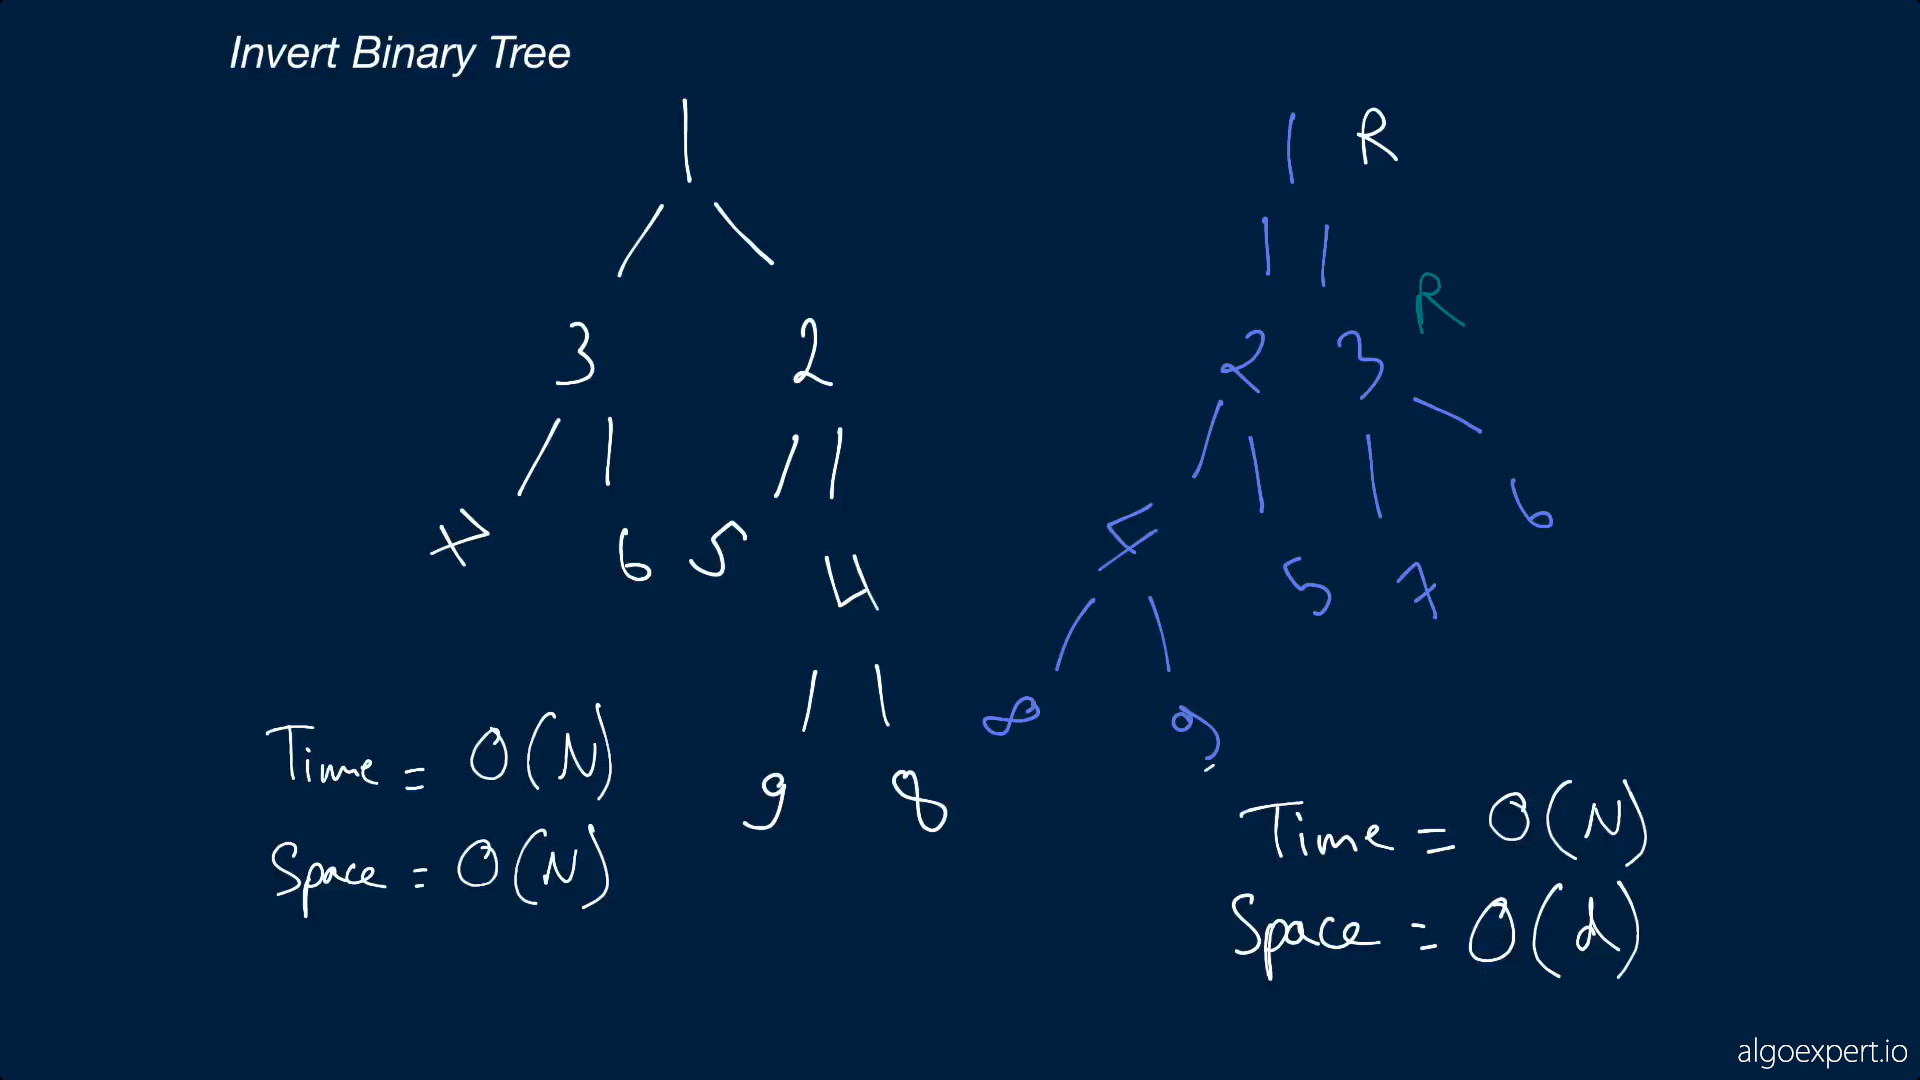 Invert Binary Tree
1
3 2
7 6 5 4
9 8
Time = O(N)
Space = O(N)
1 R
R
2 3
4 6
5 7
8 9
Time = O(N)
Space = O(d)
algoexpert.io